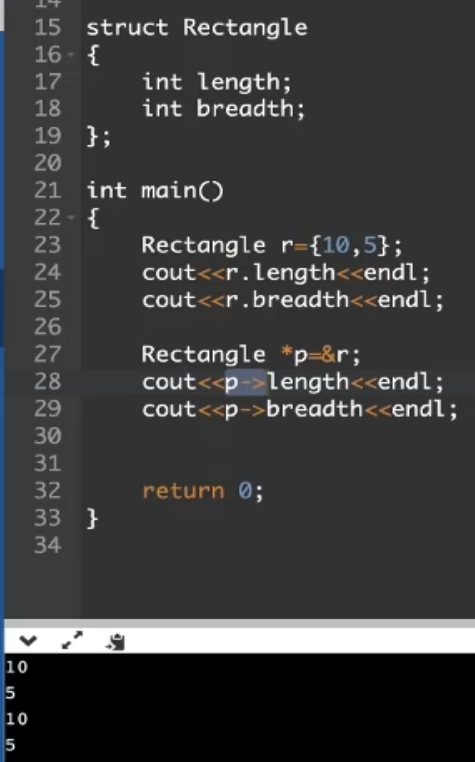 14
15 struct Rectangle
16 {
17     int length;
18     int breadth;
19 };
20
21 int main()
22 {
23     Rectangle r={10,5};
24     cout<<r.length<<endl;
25     cout<<r.breadth<<endl;
26
27     Rectangle *p=&r;
28     cout<<p->length<<endl;
29     cout<<p->breadth<<endl;
30
31
32     return 0;
33 }
34
10
5
10
5